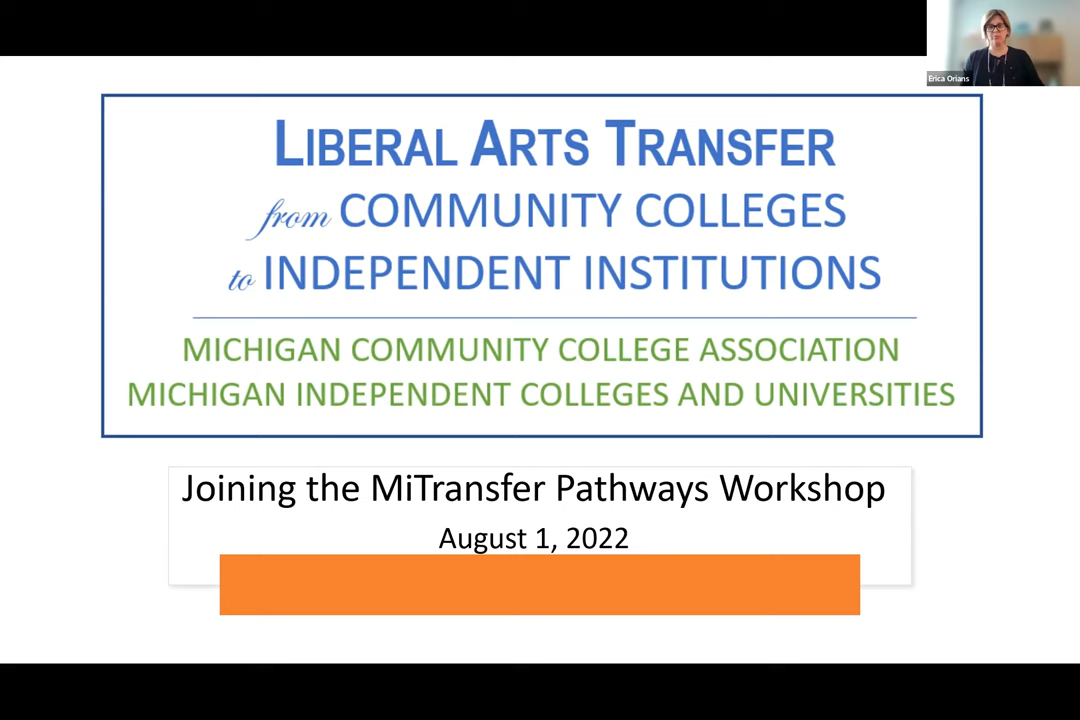 Erica Orians
LIBERAL ARTS TRANSFER
from COMMUNITY COLLEGES
to INDEPENDENT INSTITUTIONS
MICHIGAN COMMUNITY COLLEGE ASSOCIATION
MICHIGAN INDEPENDENT COLLEGES AND UNIVERSITIES
Joining the MiTransfer Pathways Workshop
August 1, 2022